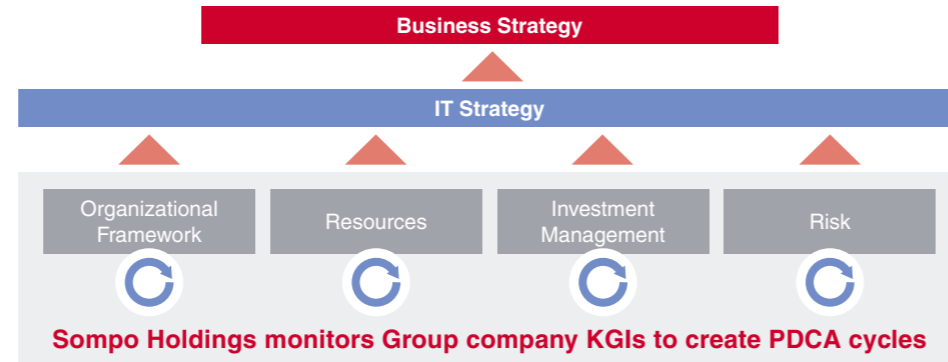 Business Strategy
IT Strategy
Organizational
Framework
Resources
Investment
Management
Risk
Sompo Holdings monitors Group company KGIs to create PDCA cycles